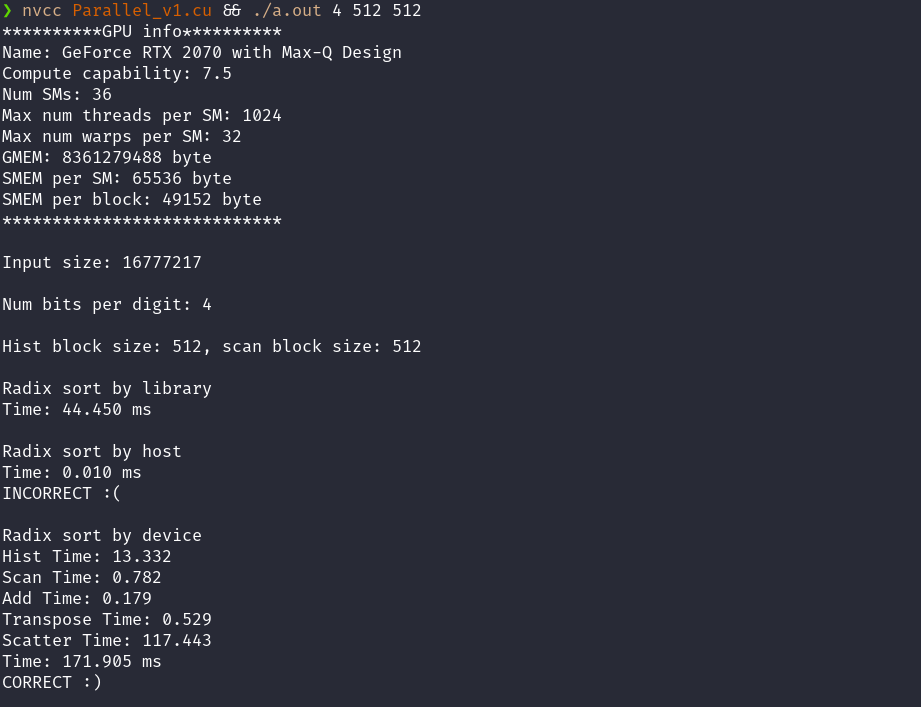 ❯ nvcc Parallel_v1.cu && ./a.out 4 512 512
**********GPU info**********
Name: GeForce RTX 2070 with Max-Q Design
Compute capability: 7.5
Num SMs: 36
Max num threads per SM: 1024
Max num warps per SM: 32
GMEM: 8361279488 byte
SMEM per SM: 65536 byte
SMEM per block: 49152 byte
****************************
Input size: 16777217
Num bits per digit: 4
Hist block size: 512, scan block size: 512
Radix sort by library
Time: 44.450 ms
Radix sort by host
Time: 0.010 ms
INCORRECT :(
Radix sort by device
Hist Time: 13.332
Scan Time: 0.782
Add Time: 0.179
Transpose Time: 0.529
Scatter Time: 117.443
Time: 171.905 ms
CORRECT :)